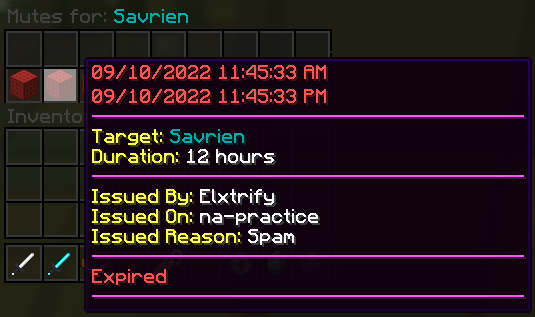 Mutes for: Savrien
09/10/2022 11:45:33 AM
09/10/2022 11:45:33 PM
Invento
Target: Savrien
Duration: 12 hours
Issued By: Elxtrify
Issued On: na-practice
Issued Reason: Spam
Expired